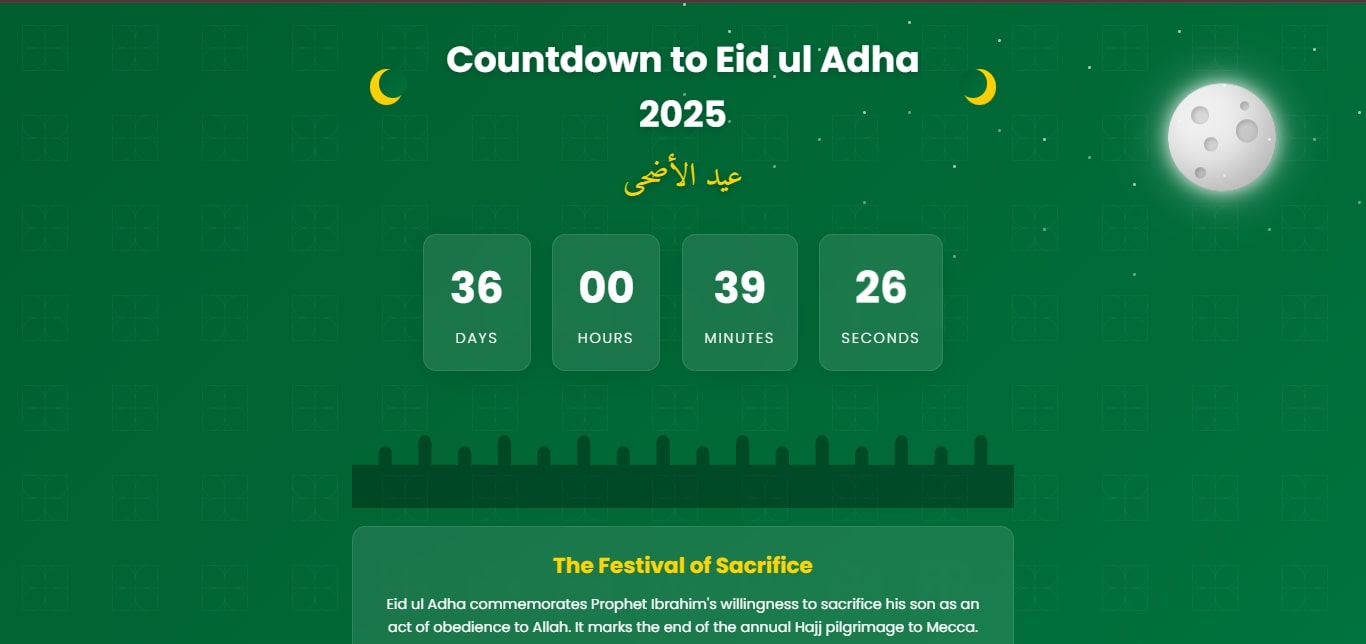 Countdown to Eid ul Adha
2025
عيد الأضحى
36
00
39
26
DAYS
HOURS
MINUTES
SECONDS
The Festival of Sacrifice
Eid ul Adha commemorates Prophet Ibrahim's willingness to sacrifice his son as an
act of obedience to Allah. It marks the end of the annual Hajj pilgrimage to Mecca.